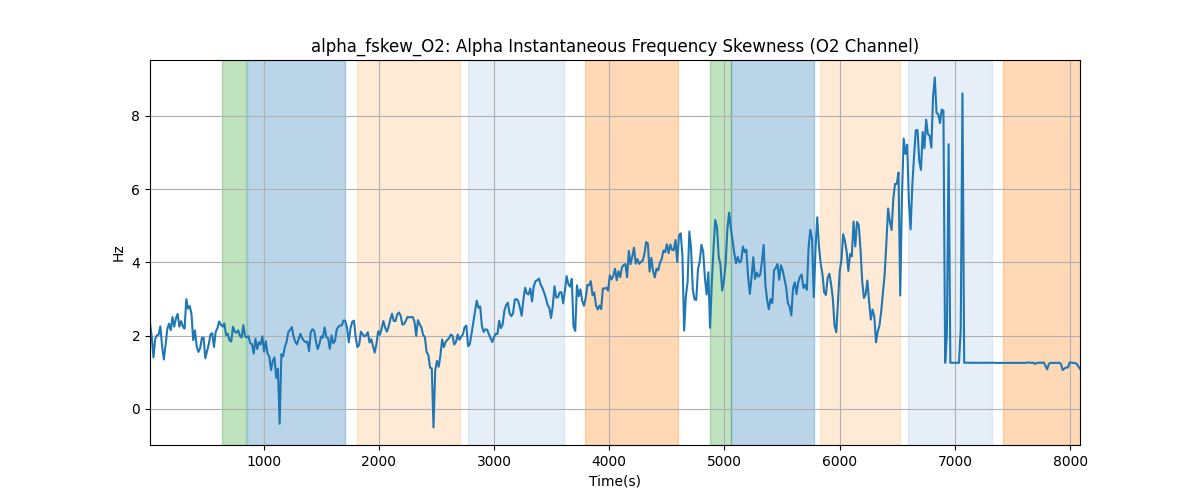 alpha_fskew_O2: Alpha Instantaneous Frequency Skewness (O2 Channel)
Hz
8
6
4
2
0
1000 2000 3000 4000 5000 6000 7000 8000
Time(s)